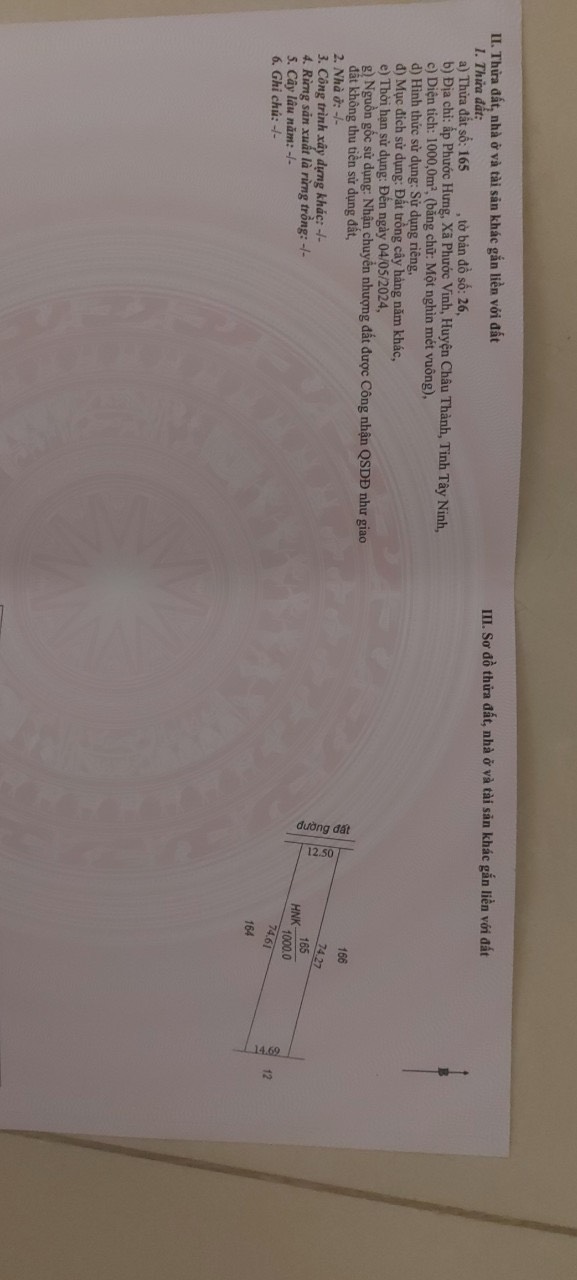 II. Thửa đất, nhà ở và tài sản khác gắn liền với đất
1. Thửa đất:
a) Thửa đất số: 165 , tờ bản đồ số: 26,
b) Địa chỉ: ấp Phước Hưng, Xã Phước Vinh, Huyện Châu Thành, Tỉnh Tây Ninh,
c) Diện tích: 1000,0m², (bằng chữ: Một nghìn mét vuông),
d) Hình thức sử dụng: Sử dụng riêng,
đ) Mục đích sử dụng: Đất trồng cây hàng năm khác,
e) Thời hạn sử dụng: Đến ngày 04/05/2024,
g) Nguồn gốc sử dụng: Nhận chuyển nhượng đất được Công nhận QSDĐ như giao
đất không thu tiền sử dụng đất,
2. Nhà ở: -/-
3. Công trình xây dựng khác: -/-
4. Rừng sản xuất là rừng trồng: -/-
5. Cây lâu năm: -/-
6. Ghi chú: -/-
III. Sơ đồ thửa đất, nhà ở và tài sản khác gắn liền với đất
B
đường đất
166
12.50
74.27
HNK 165
1000.0
74.61
164
14.69
12